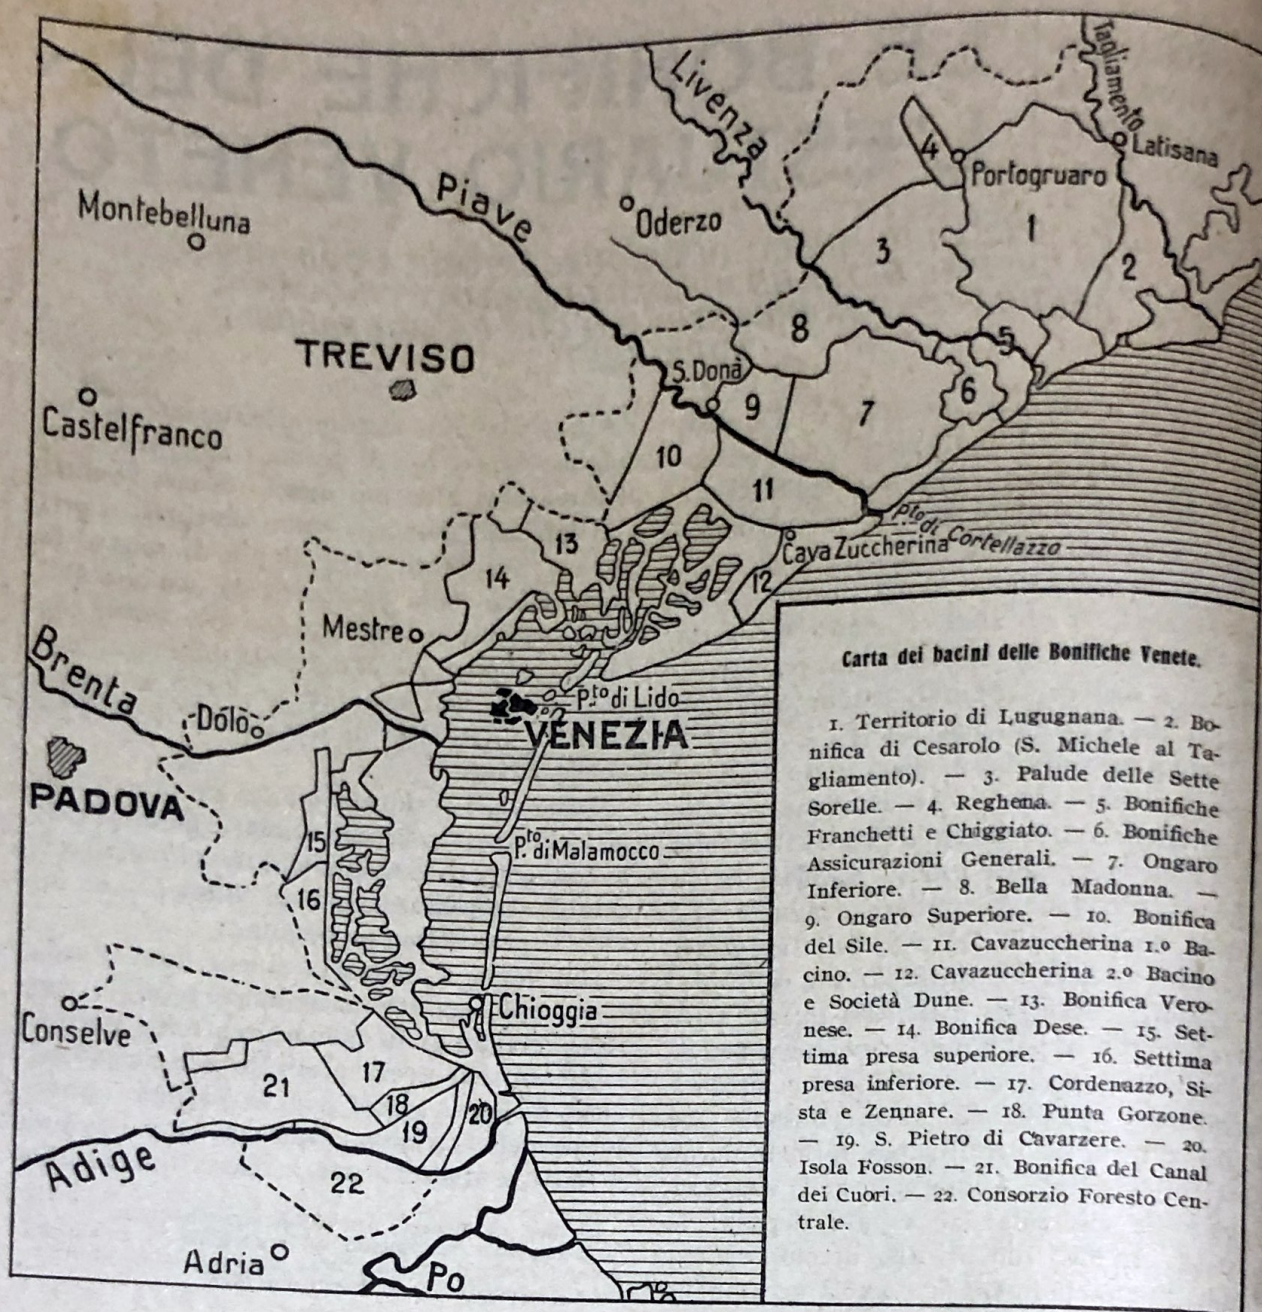 Livenza
Tagliamento
Latisana
4
Portogruaro
Piave
Oderzo
Montebelluna
1
3
2
8
5
TREVISO
S. Donà
6
Castelfranco
9
7
10
11
P.to di Cortellazzo
13
Cava Zuccherina
14
12
Mestre
Brenta
P.to di Lido
Dólo
VENEZIA
PADOVA
15
P.to di Malamocco
16
Conselve
Chioggia
17
21
18
20
19
Adige
22
Adria
Po
Carta dei bacini delle Bonifiche Venete.
1. Territorio di Lugugnana. — 2. Bo-
nifica di Cesarolo (S. Michele al Ta-
gliamento). — 3. Palude delle Sette
Sorelle. — 4. Reghena. — 5. Bonifiche
Franchetti e Chiggiato. — 6. Bonifiche
Assicurazioni Generali. — 7. Ongaro
Inferiore. — 8. Bella Madonna. —
9. Ongaro Superiore. — 10. Bonifica
del Sile. — 11. Cavazuccherina 1.º Ba-
cino. — 12. Cavazuccherina 2.º Bacino
e Società Dune. — 13. Bonifica Vero-
nese. — 14. Bonifica Dese. — 15. Set-
tima presa superiore. — 16. Settima
presa inferiore. — 17. Cordenazzo, Si-
sta e Zennare. — 18. Punta Gorzone.
— 19. S. Pietro di Cavarzere. — 20.
Isola Fosson. — 21. Bonifica del Canal
dei Cuori. — 22. Consorzio Foresto Cen-
trale.